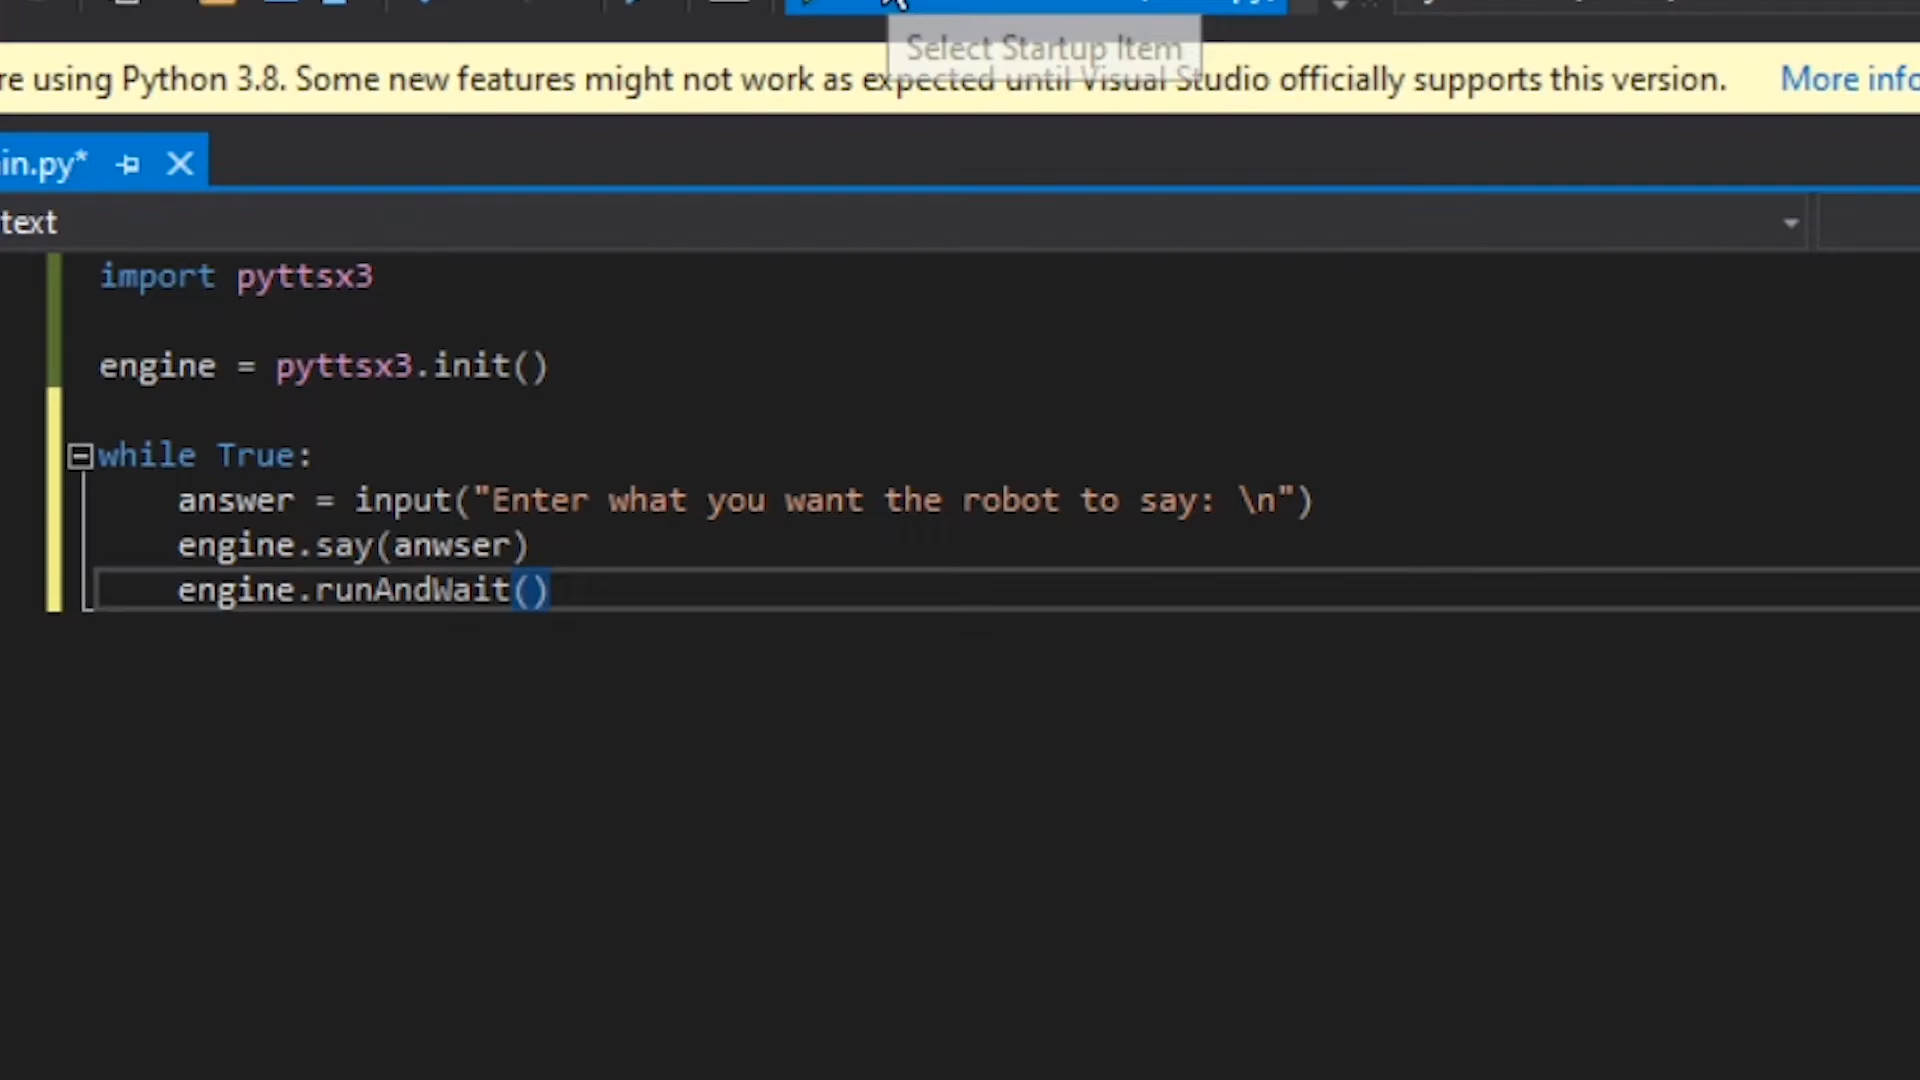 Select Startup Item
re using Python 3.8. Some new features might not work as expected until Visual Studio officially supports this version. More info
in.py*
text
import pyttsx3
engine = pyttsx3.init()
while True:
answer = input("Enter what you want the robot to say: \n")
engine.say(anwser)
engine.runAndWait()